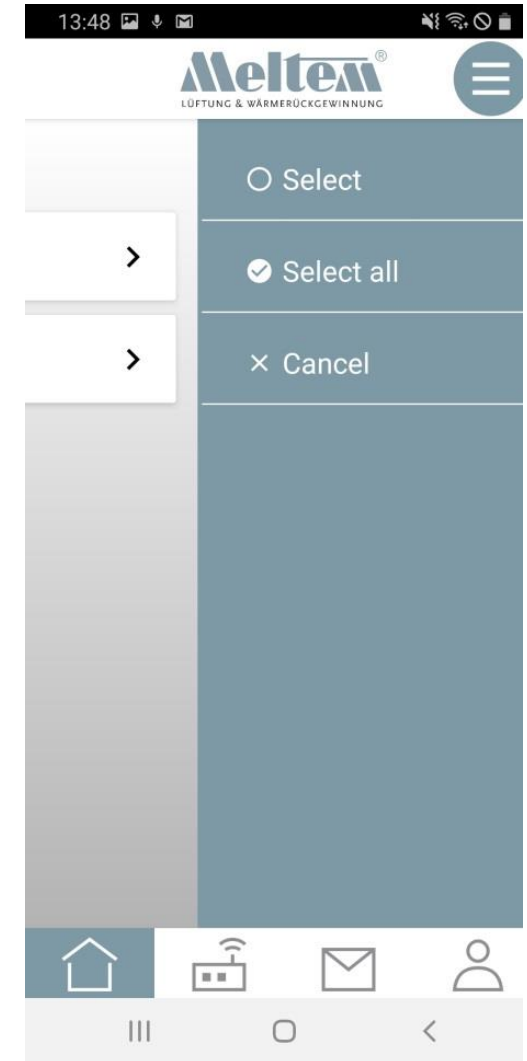 13:48
Meltem®
LÜFTUNG & WÄRMERÜCKGEWINNUNG
Select
Select all
Cancel